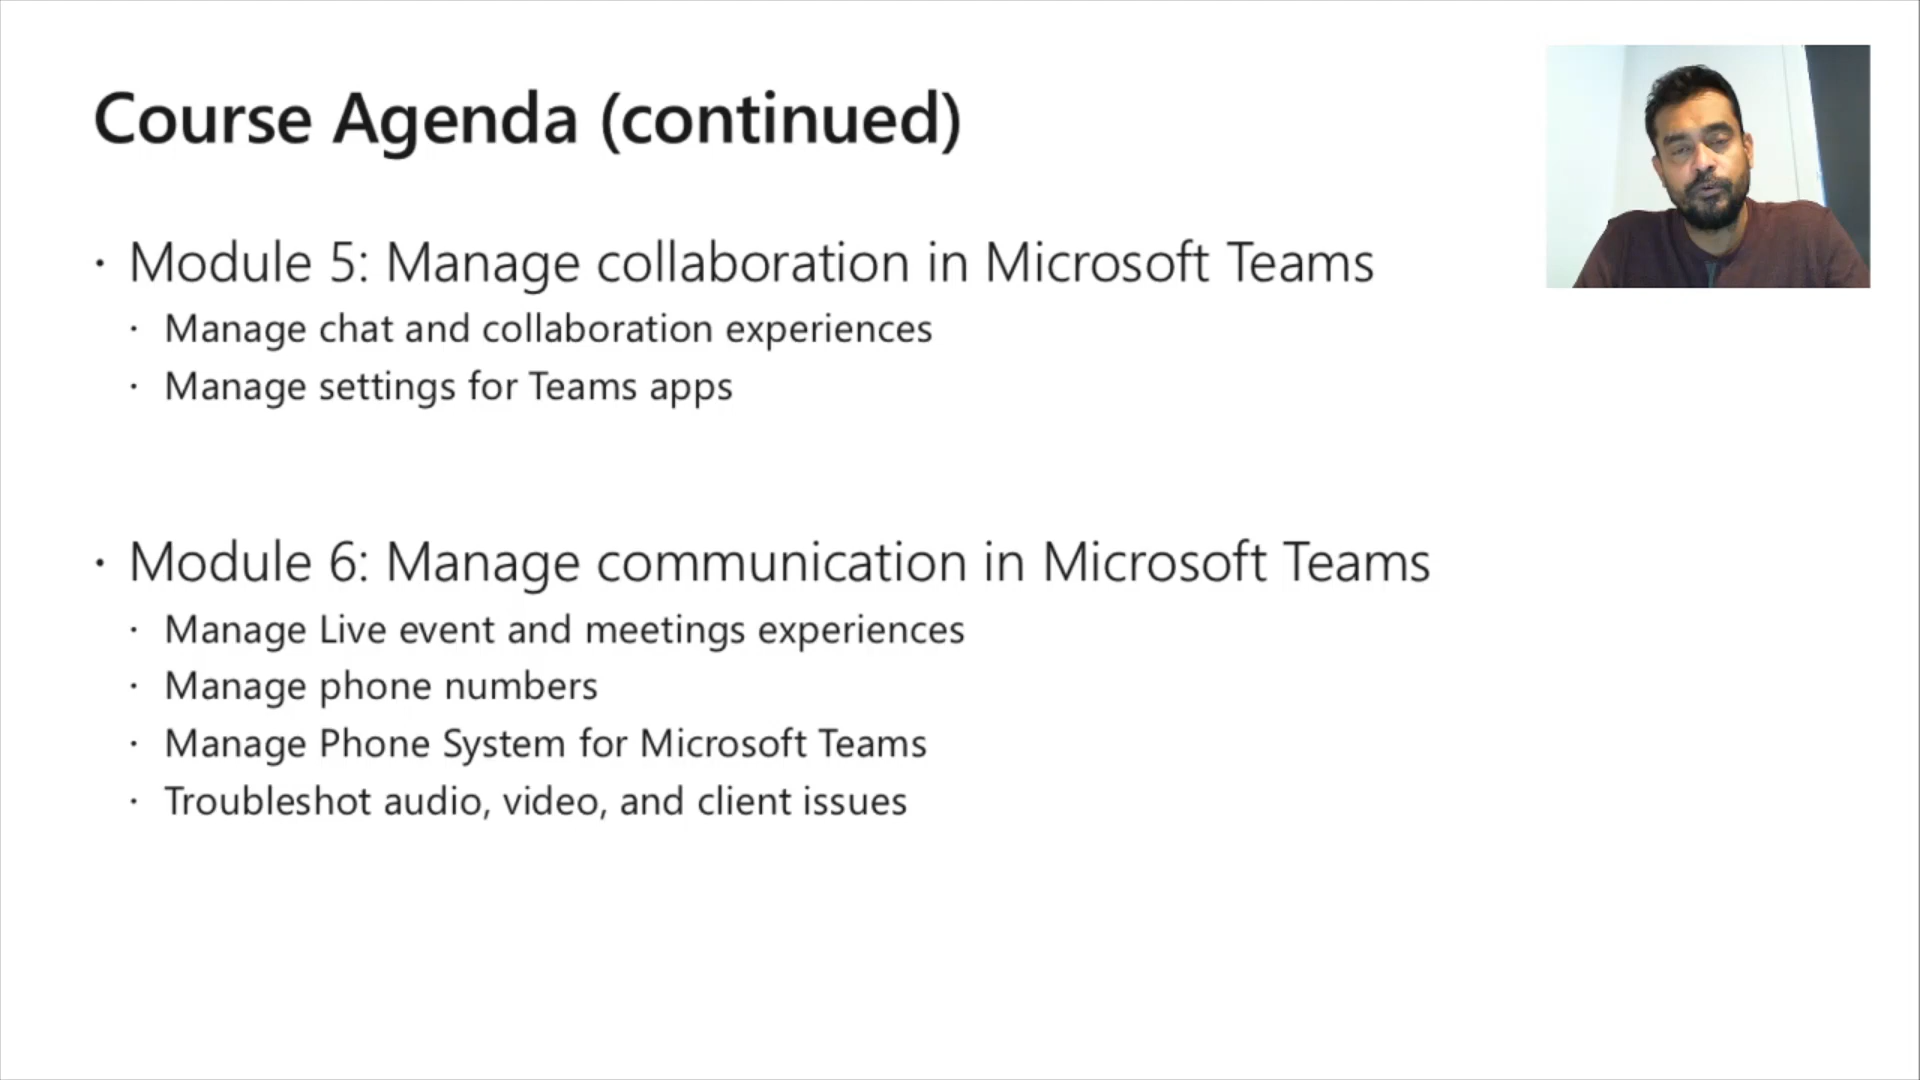 Course Agenda (continued)
• Module 5: Manage collaboration in Microsoft Teams
• Manage chat and collaboration experiences
• Manage settings for Teams apps
• Module 6: Manage communication in Microsoft Teams
• Manage Live event and meetings experiences
• Manage phone numbers
• Manage Phone System for Microsoft Teams
• Troubleshot audio, video, and client issues